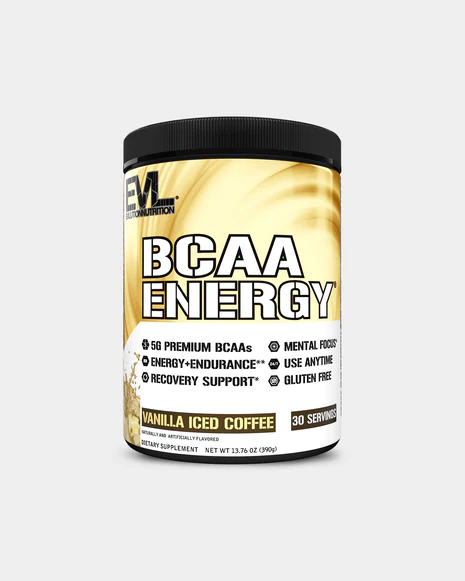 EVL®
EVLUTIONNUTRITION
BCAA
ENERGY®
5G PREMIUM BCAAs
MENTAL FOCUS*
ENERGY+ENDURANCE**
USE ANYTIME
RECOVERY SUPPORT*
GLUTEN FREE
VANILLA ICED COFFEE
30 SERVINGS
NATURALLY AND ARTIFICIALLY FLAVORED
DIETARY SUPPLEMENT NET WT 13.76 OZ (390g)